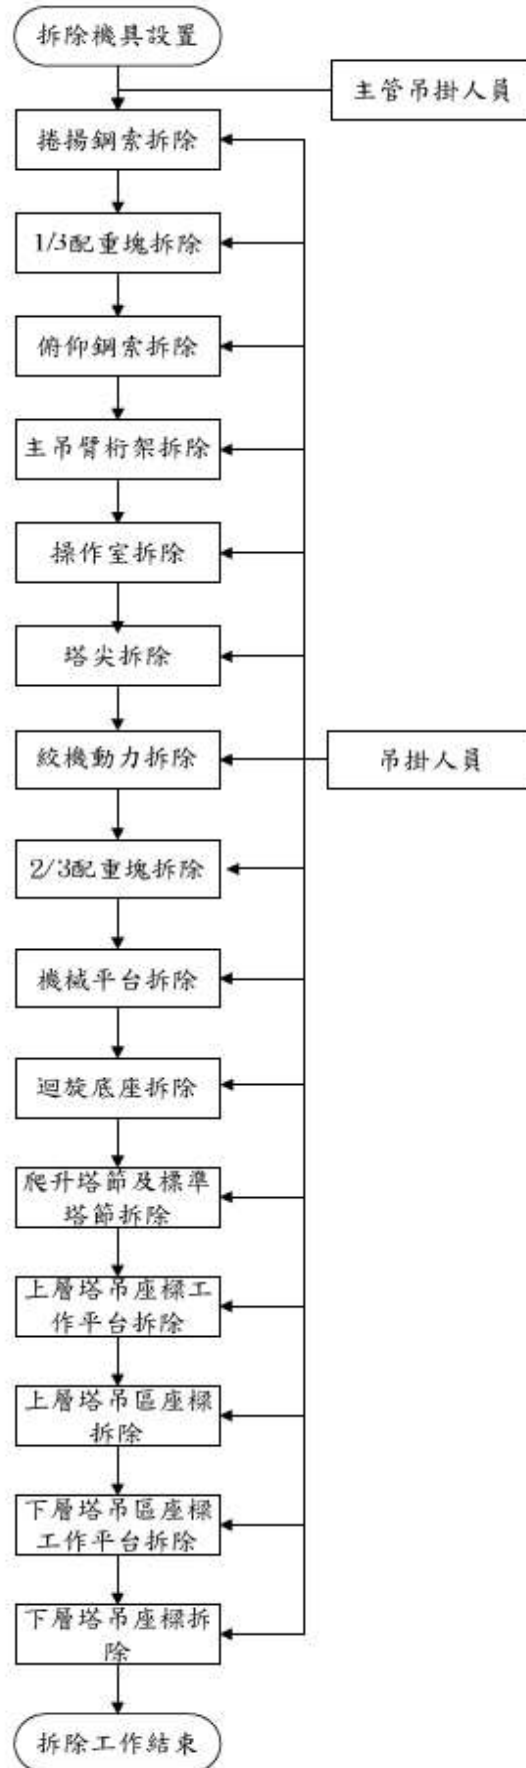 拆除機具設置
主管吊掛人員
捲揚鋼索拆除
1/3配重塊拆除
俯仰鋼索拆除
主吊臂桁架拆除
操作室拆除
塔尖拆除
絞機動力拆除
吊掛人員
2/3配重塊拆除
機械平台拆除
迴旋底座拆除
爬升塔節及標準
塔節拆除
上層塔吊座樑工
作平台拆除
上層塔吊區座樑
拆除
下層塔吊區座樑
工作平台拆除
下層塔吊座樑拆
除
拆除工作結束